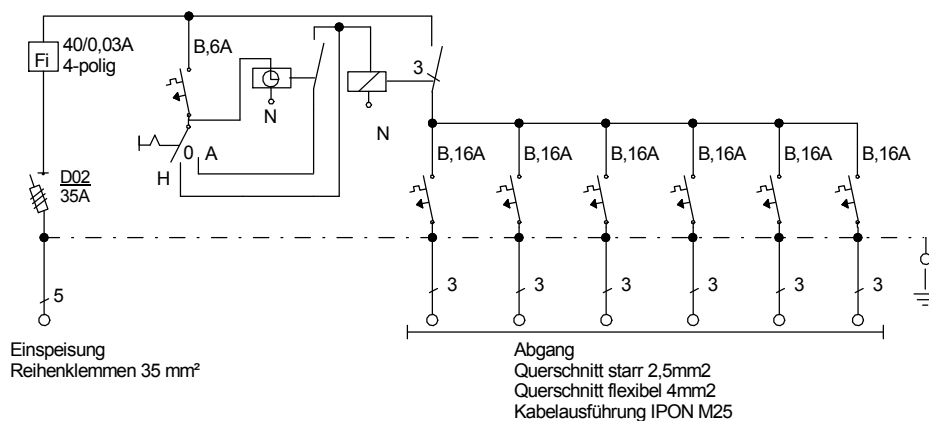 40/0,03A
4-polig
Fi
B,6A
N
3
N
0
A
H
D02
35A
B,16A
B,16A
B,16A
B,16A
B,16A
B,16A
5
3
3
3
3
3
3
Einspeisung
Reihenklemmen 35 mm²
Abgang
Querschnitt starr 2,5mm2
Querschnitt flexibel 4mm2
Kabelausführung IPON M25